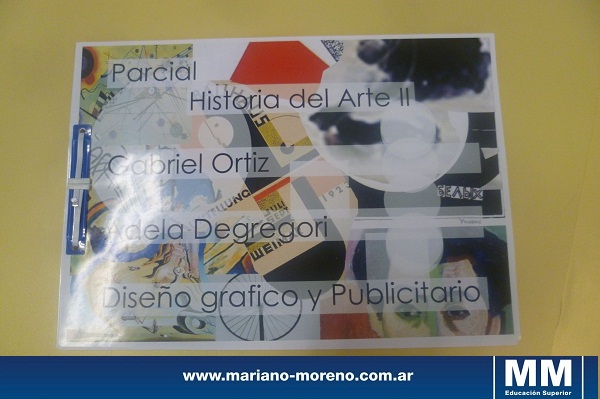 Parcial
Historia del Arte II
Gabriel Ortiz
Adela Degregori
Diseño grafico y Publicitario
1923
www.mariano-moreno.com.ar
MM
Educación Superior